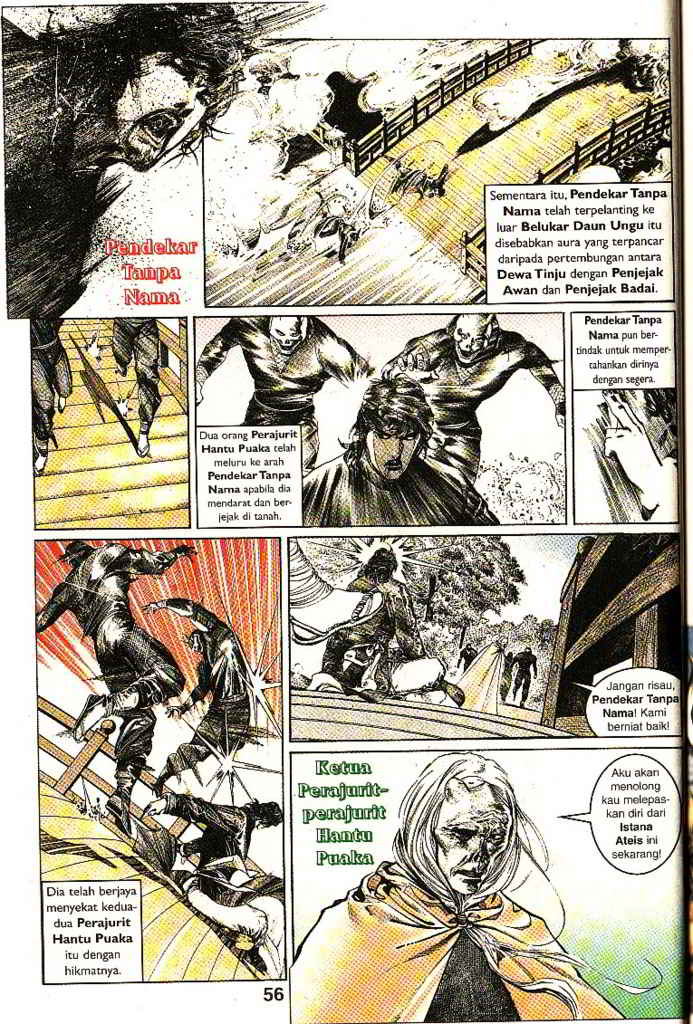 Pendekar
Tanpa
Nama
Sementara itu, Pendekar Tanpa
Nama telah terpelanting ke
luar Belukar Daun Ungu itu
disebabkan aura yang terpancar
daripada pertembungan antara
Dewa Tinju dengan Penjejak
Awan dan Penjejak Badai.
Dua orang Perajurit
Hantu Puaka telah
meluru ke arah
Pendekar Tanpa
Nama apabila dia
mendarat dan ber-
jejak di tanah.
Pendekar Tanpa
Nama pun ber-
tindak untuk memper-
tahankan dirinya
dengan segera.
Dia telah berjaya
menyekat kedua-
dua Perajurit
Hantu Puaka
itu dengan
hikmatnya.
Jangan risau,
Pendekar Tanpa
Nama! Kami
berniat baik!
Ketua
Perajurit-
perajurit
Hantu
Puaka
Aku akan
menolong
kau melepas-
kan diri dari
Istana
Ateis ini
sekarang!
56